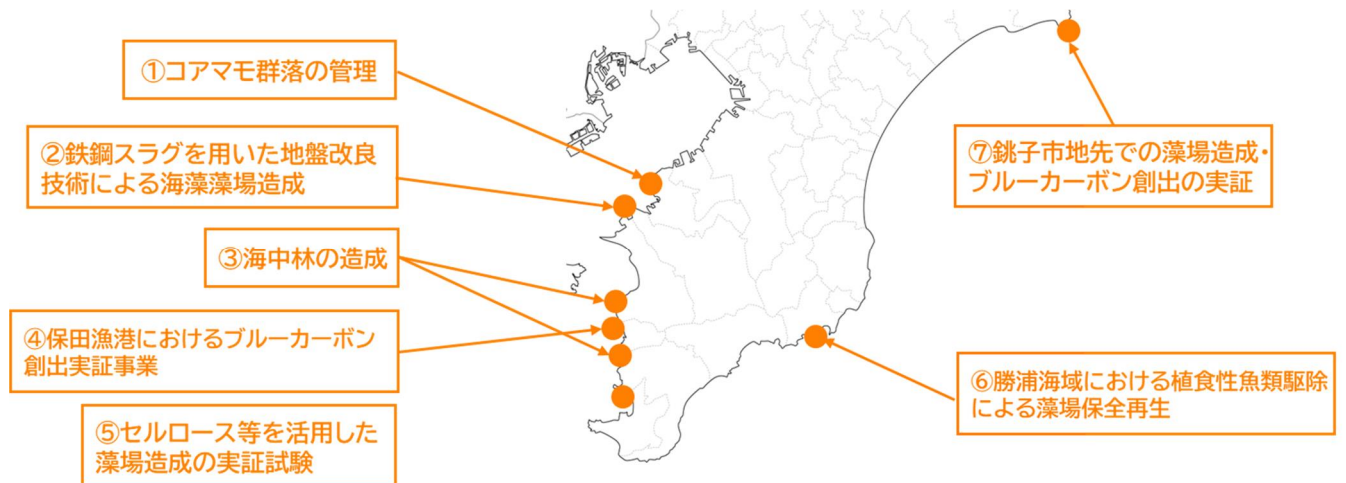 ①コアマモ群落の管理
②鉄鋼スラグを用いた地盤改良
技術による海藻藻場造成
③海中林の造成
④保田漁港におけるブルーカーボン
創出実証事業
⑤セルロース等を活用した
藻場造成の実証試験
⑥勝浦海域における植食性魚類駆除
による藻場保全再生
⑦銚子市地先での藻場造成・
ブルーカーボン創出の実証